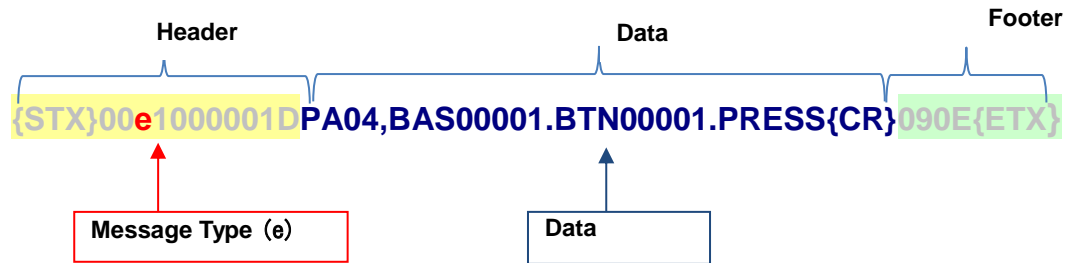 Header Data Footer
{STX}00e1000001DPA04,BAS00001.BTN00001.PRESS{CR}090E{ETX}
Message Type（e） Data